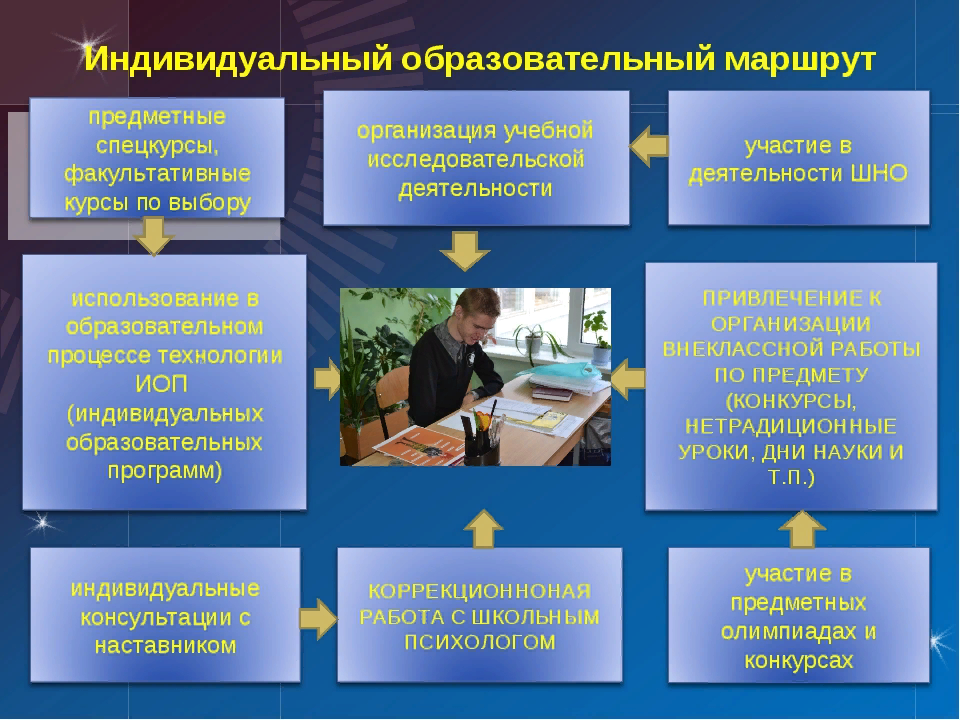 Индивидуальный образовательный маршрут
предметные
спецкурсы,
факультативные
курсы по выбору
организация учебной
исследовательской
деятельности
участие в
деятельности ШНО
использование в
образовательном
процессе технологии
ИОП
(индивидуальных
образовательных
программ)
ПРИВЛЕЧЕНИЕ К
ОРГАНИЗАЦИИ
ВНЕКЛАССНОЙ РАБОТЫ
ПО ПРЕДМЕТУ
(КОНКУРСЫ,
НЕТРАДИЦИОННЫЕ
УРОКИ, ДНИ НАУКИ И
Т.П.)
индивидуальные
консультации с
наставником
КОРРЕКЦИОННОНАЯ
РАБОТА С ШКОЛЬНЫМ
ПСИХОЛОГОМ
участие в
предметных
олимпиадах и
конкурсах